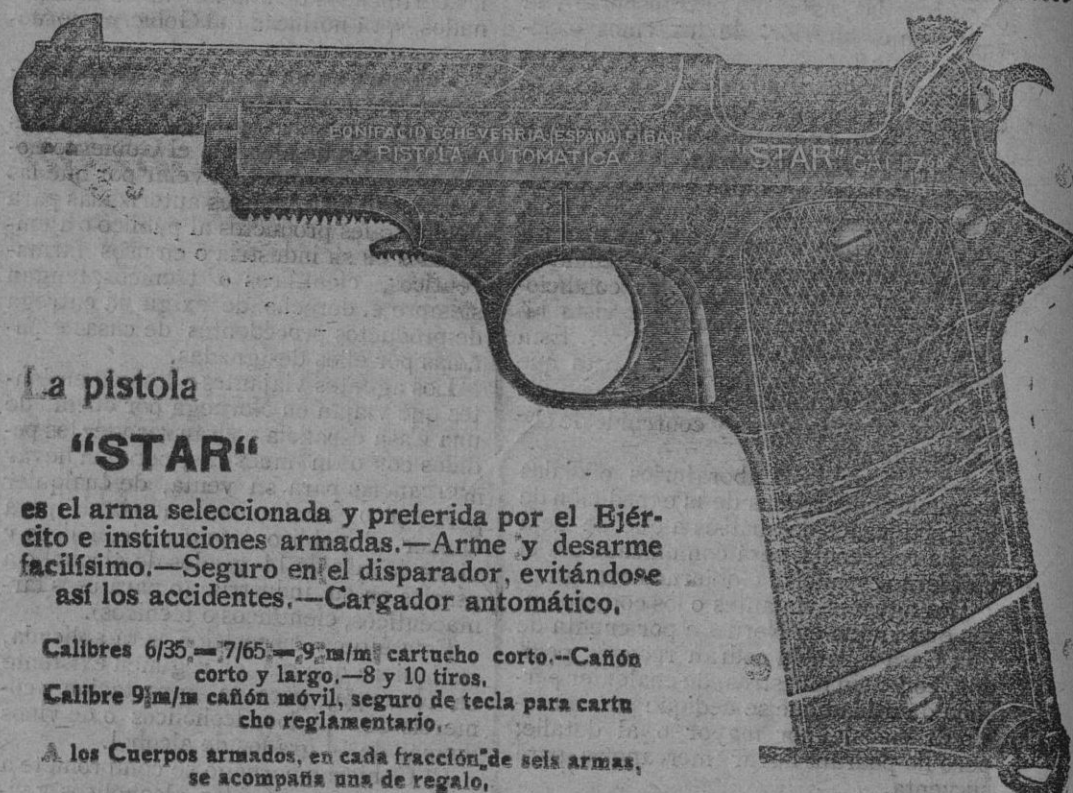 BONIFACIO ECHEVERRIA (ESPAÑA) EIBAR
PISTOLA AUTOMATICA
"STAR"
La pistola
“STAR“
es el arma seleccionada y preferida por el Ejér-
cito e instituciones armadas.—Arme y desarme
facilísimo.—Seguro en el disparador, evitándose
así los accidentes.—Cargador antomático.
Calibres 6/35.—7/65—9 m/m cartucho corto.--Cañón
corto y largo.—8 y 10 tiros.
Calibre 9 m/m cañón móvil, seguro de tecla para cartu
cho reglamentario.
A los Cuerpos armados, en cada fracción de seis armas,
se acompaña una de regalo.